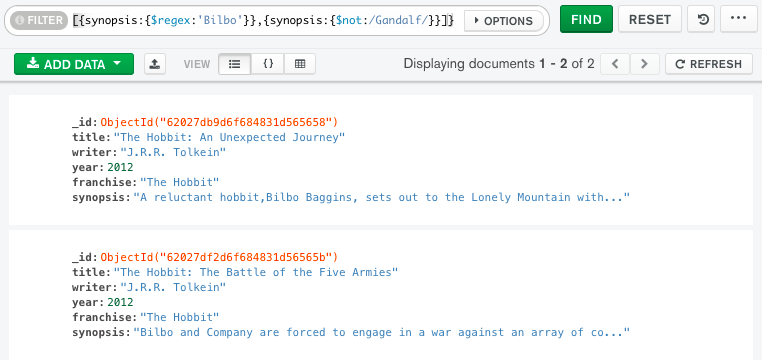 FILTER [{synopsis:{$regex:'Bilbo'}},{synopsis:{$not:/Gandalf/}}]} OPTIONS FIND RESET ...
ADD DATA VIEW {} Displaying documents 1 - 2 of 2 < > REFRESH
_id: ObjectId("62027db9d6f684831d565658")
title: "The Hobbit: An Unexpected Journey"
writer: "J.R.R. Tolkein"
year: 2012
franchise: "The Hobbit"
synopsis: "A reluctant hobbit,Bilbo Baggins, sets out to the Lonely Mountain with..."
_id: ObjectId("62027df2d6f684831d56565b")
title: "The Hobbit: The Battle of the Five Armies"
writer: "J.R.R. Tolkein"
year: 2012
franchise: "The Hobbit"
synopsis: "Bilbo and Company are forced to engage in a war against an array of co..."